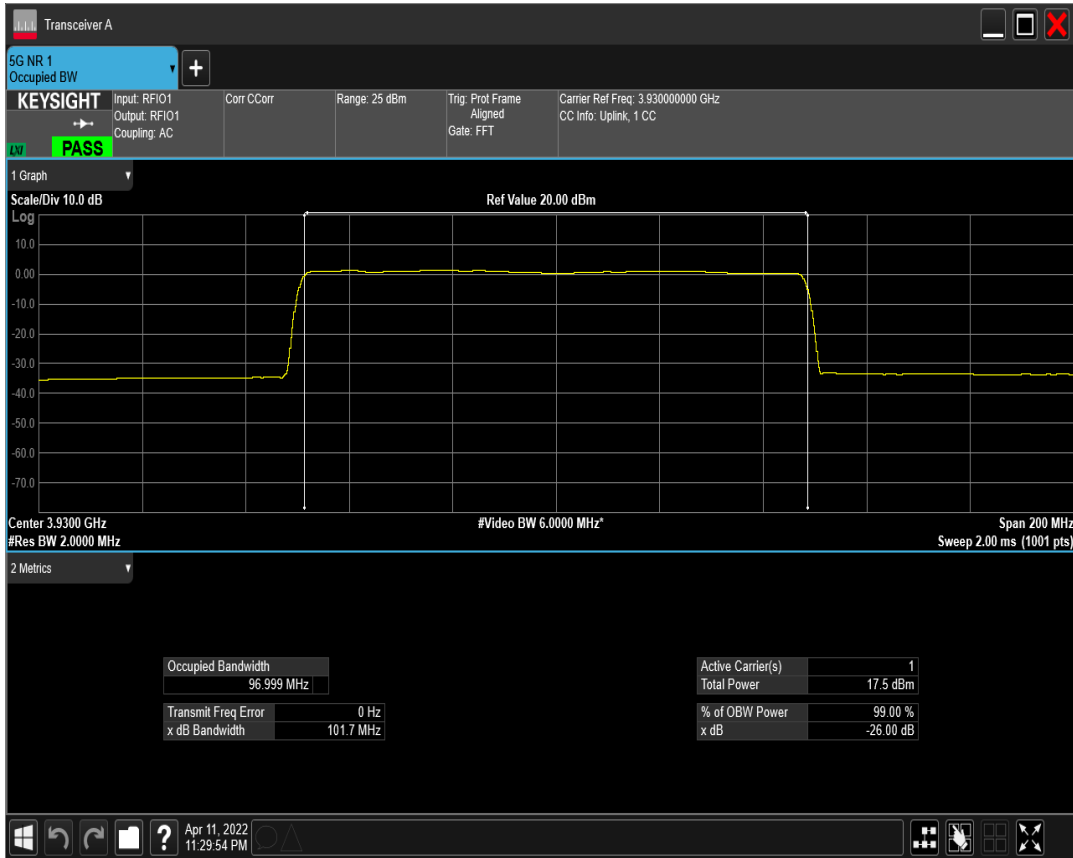 Transceiver A
5G NR 1
Occupied BW
KEYSIGHT
LXI
PASS
Input: RFIO1
Output: RFIO1
Coupling: AC
Corr CCorr
Range: 25 dBm
Trig: Prot Frame
Aligned
Gate: FFT
Carrier Ref Freq: 3.930000000 GHz
CC Info: Uplink, 1 CC
1 Graph
Scale/Div 10.0 dB
Ref Value 20.00 dBm
Log
10.0
0.00
-10.0
-20.0
-30.0
-40.0
-50.0
-60.0
-70.0
Center 3.9300 GHz
#Video BW 6.0000 MHz*
Span 200 MHz
#Res BW 2.0000 MHz
Sweep 2.00 ms (1001 pts)
2 Metrics
Occupied Bandwidth
96.999 MHz
Transmit Freq Error 0 Hz
x dB Bandwidth 101.7 MHz
Active Carrier(s) 1
Total Power 17.5 dBm
% of OBW Power 99.00 %
x dB -26.00 dB
?
Apr 11, 2022
11:29:54 PM